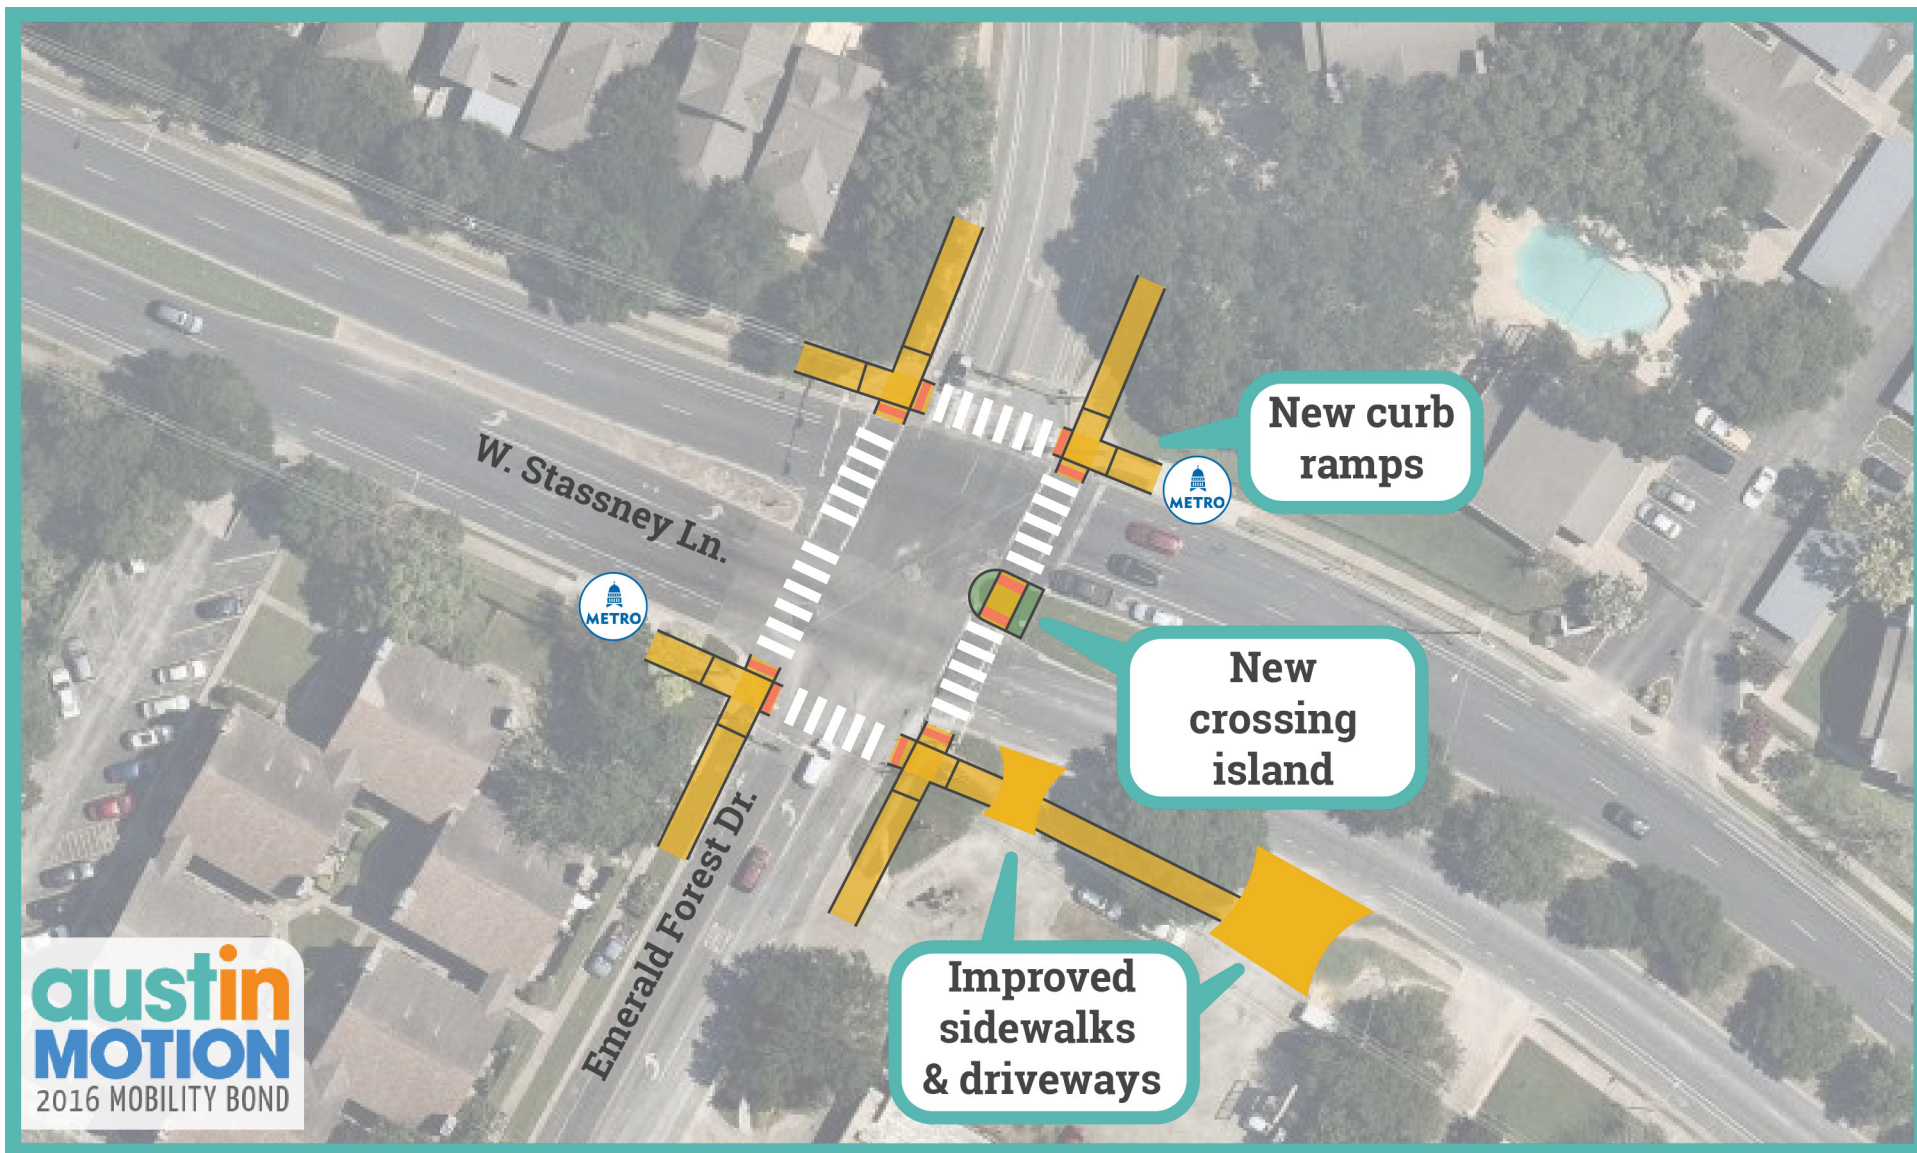 New curb
ramps
W. Stassney Ln.
METRO
METRO
New
crossing
island
Emerald Forest Dr.
Improved
sidewalks
& driveways
austin
MOTION
2016 MOBILITY BOND